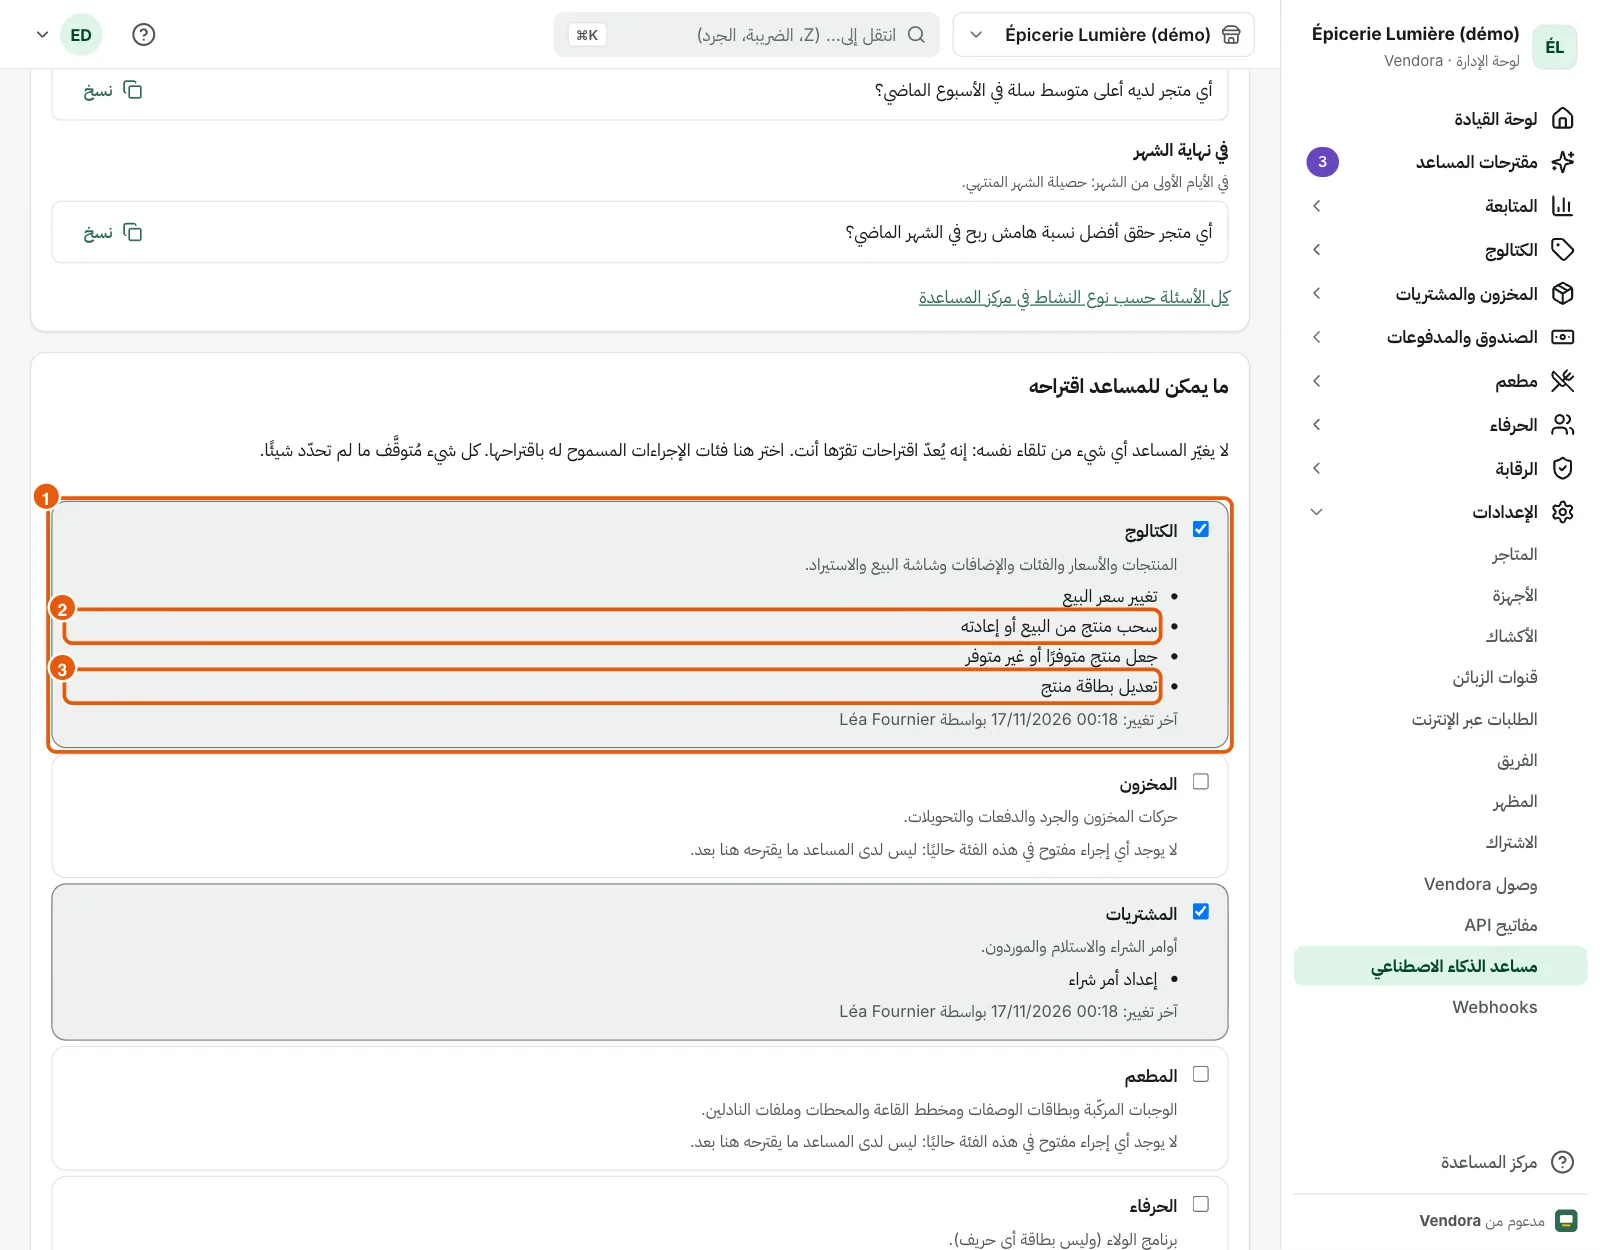 Épicerie Lumière (démo)
لوحة الإدارة · Vendora
ÉL
لوحة القيادة
مقترحات المساعد
3
المتابعة
الكتالوج
المخزون والمشتريات
الصندوق والمدفوعات
مطعم
الحرفاء
الرقابة
الإعدادات
المتاجر
الأجهزة
الأكشاك
قنوات الزبائن
الطلبات عبر الإنترنت
الفريق
المظهر
الاشتراك
وصول Vendora
مفاتيح API
مساعد الذكاء الاصطناعي
Webhooks
مركز المساعدة
مدعوم من Vendora
Épicerie Lumière (démo)
انتقل إلى... (Z، الضريبة، الجرد)
⌘K
ED
أي متجر لديه أعلى متوسط سلة في الأسبوع الماضي؟
نسخ
في نهاية الشهر
في الأيام الأولى من الشهر: حصيلة الشهر المنتهي.
أي متجر حقق أفضل نسبة هامش ربح في الشهر الماضي؟
نسخ
كل الأسئلة حسب نوع النشاط في مركز المساعدة
ما يمكن للمساعد اقتراحه
لا يغيّر المساعد أي شيء من تلقاء نفسه: إنه يُعدّ اقتراحات تقرّها أنت. اختر هنا فئات الإجراءات المسموح له باقتراحها. كل شيء مُتوقَّف ما لم تحدّد شيئًا.
1
الكتالوج
المنتجات والأسعار والفئات والإضافات وشاشة البيع والاستيراد.
• تغيير سعر البيع
2
• سحب منتج من البيع أو إعادته
• جعل منتج متوفرًا أو غير متوفر
3
• تعديل بطاقة منتج
آخر تغيير: 17/11/2026 00:18 بواسطة Léa Fournier
المخزون
حركات المخزون والجرد والدفعات والتحويلات.
لا يوجد أي إجراء مفتوح في هذه الفئة حاليًا: ليس لدى المساعد ما يقترحه هنا بعد.
المشتريات
أوامر الشراء والاستلام والموردون.
• إعداد أمر شراء
آخر تغيير: 17/11/2026 00:18 بواسطة Léa Fournier
المطعم
الوجبات المركّبة وبطاقات الوصفات ومخطط القاعة والمحطات وملفات النادلين.
لا يوجد أي إجراء مفتوح في هذه الفئة حاليًا: ليس لدى المساعد ما يقترحه هنا بعد.
الحرفاء
برنامج الولاء (وليس بطاقة أي حريف).